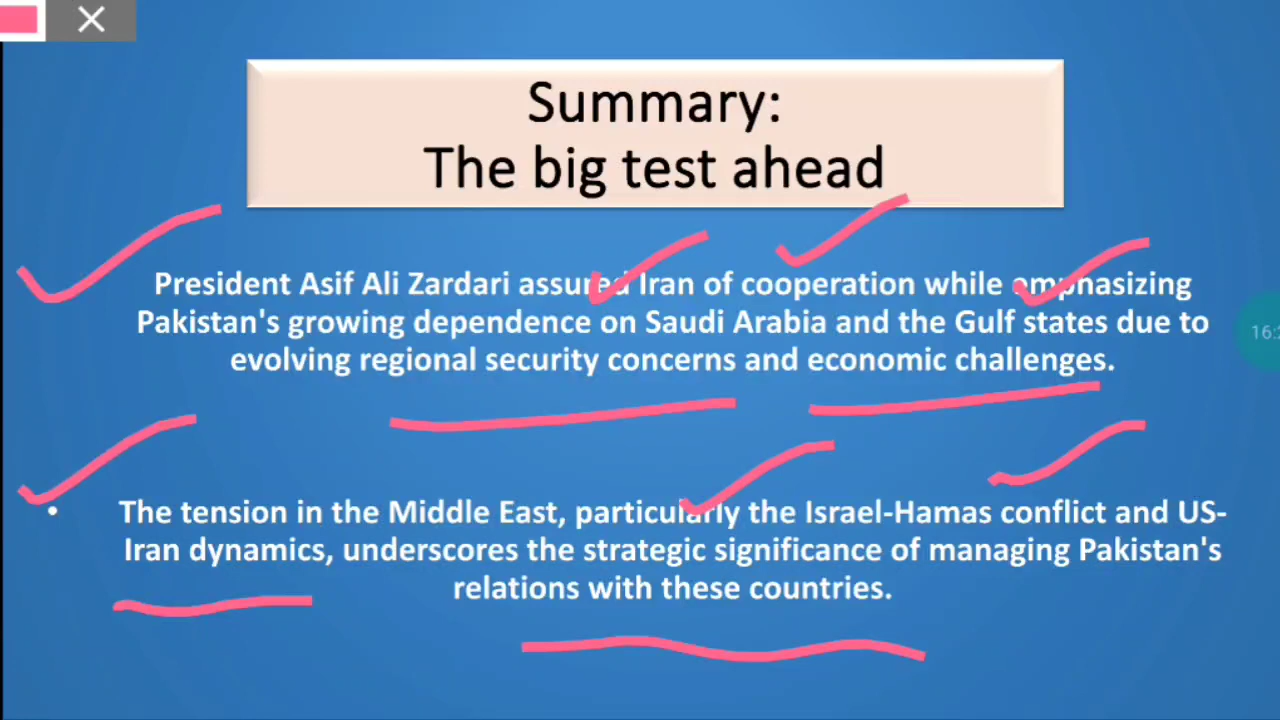 Summary:
The big test ahead
President Asif Ali Zardari assured Iran of cooperation while emphasizing
Pakistan's growing dependence on Saudi Arabia and the Gulf states due to
evolving regional security concerns and economic challenges.
• The tension in the Middle East, particularly the Israel-Hamas conflict and US-
Iran dynamics, underscores the strategic significance of managing Pakistan's
relations with these countries.